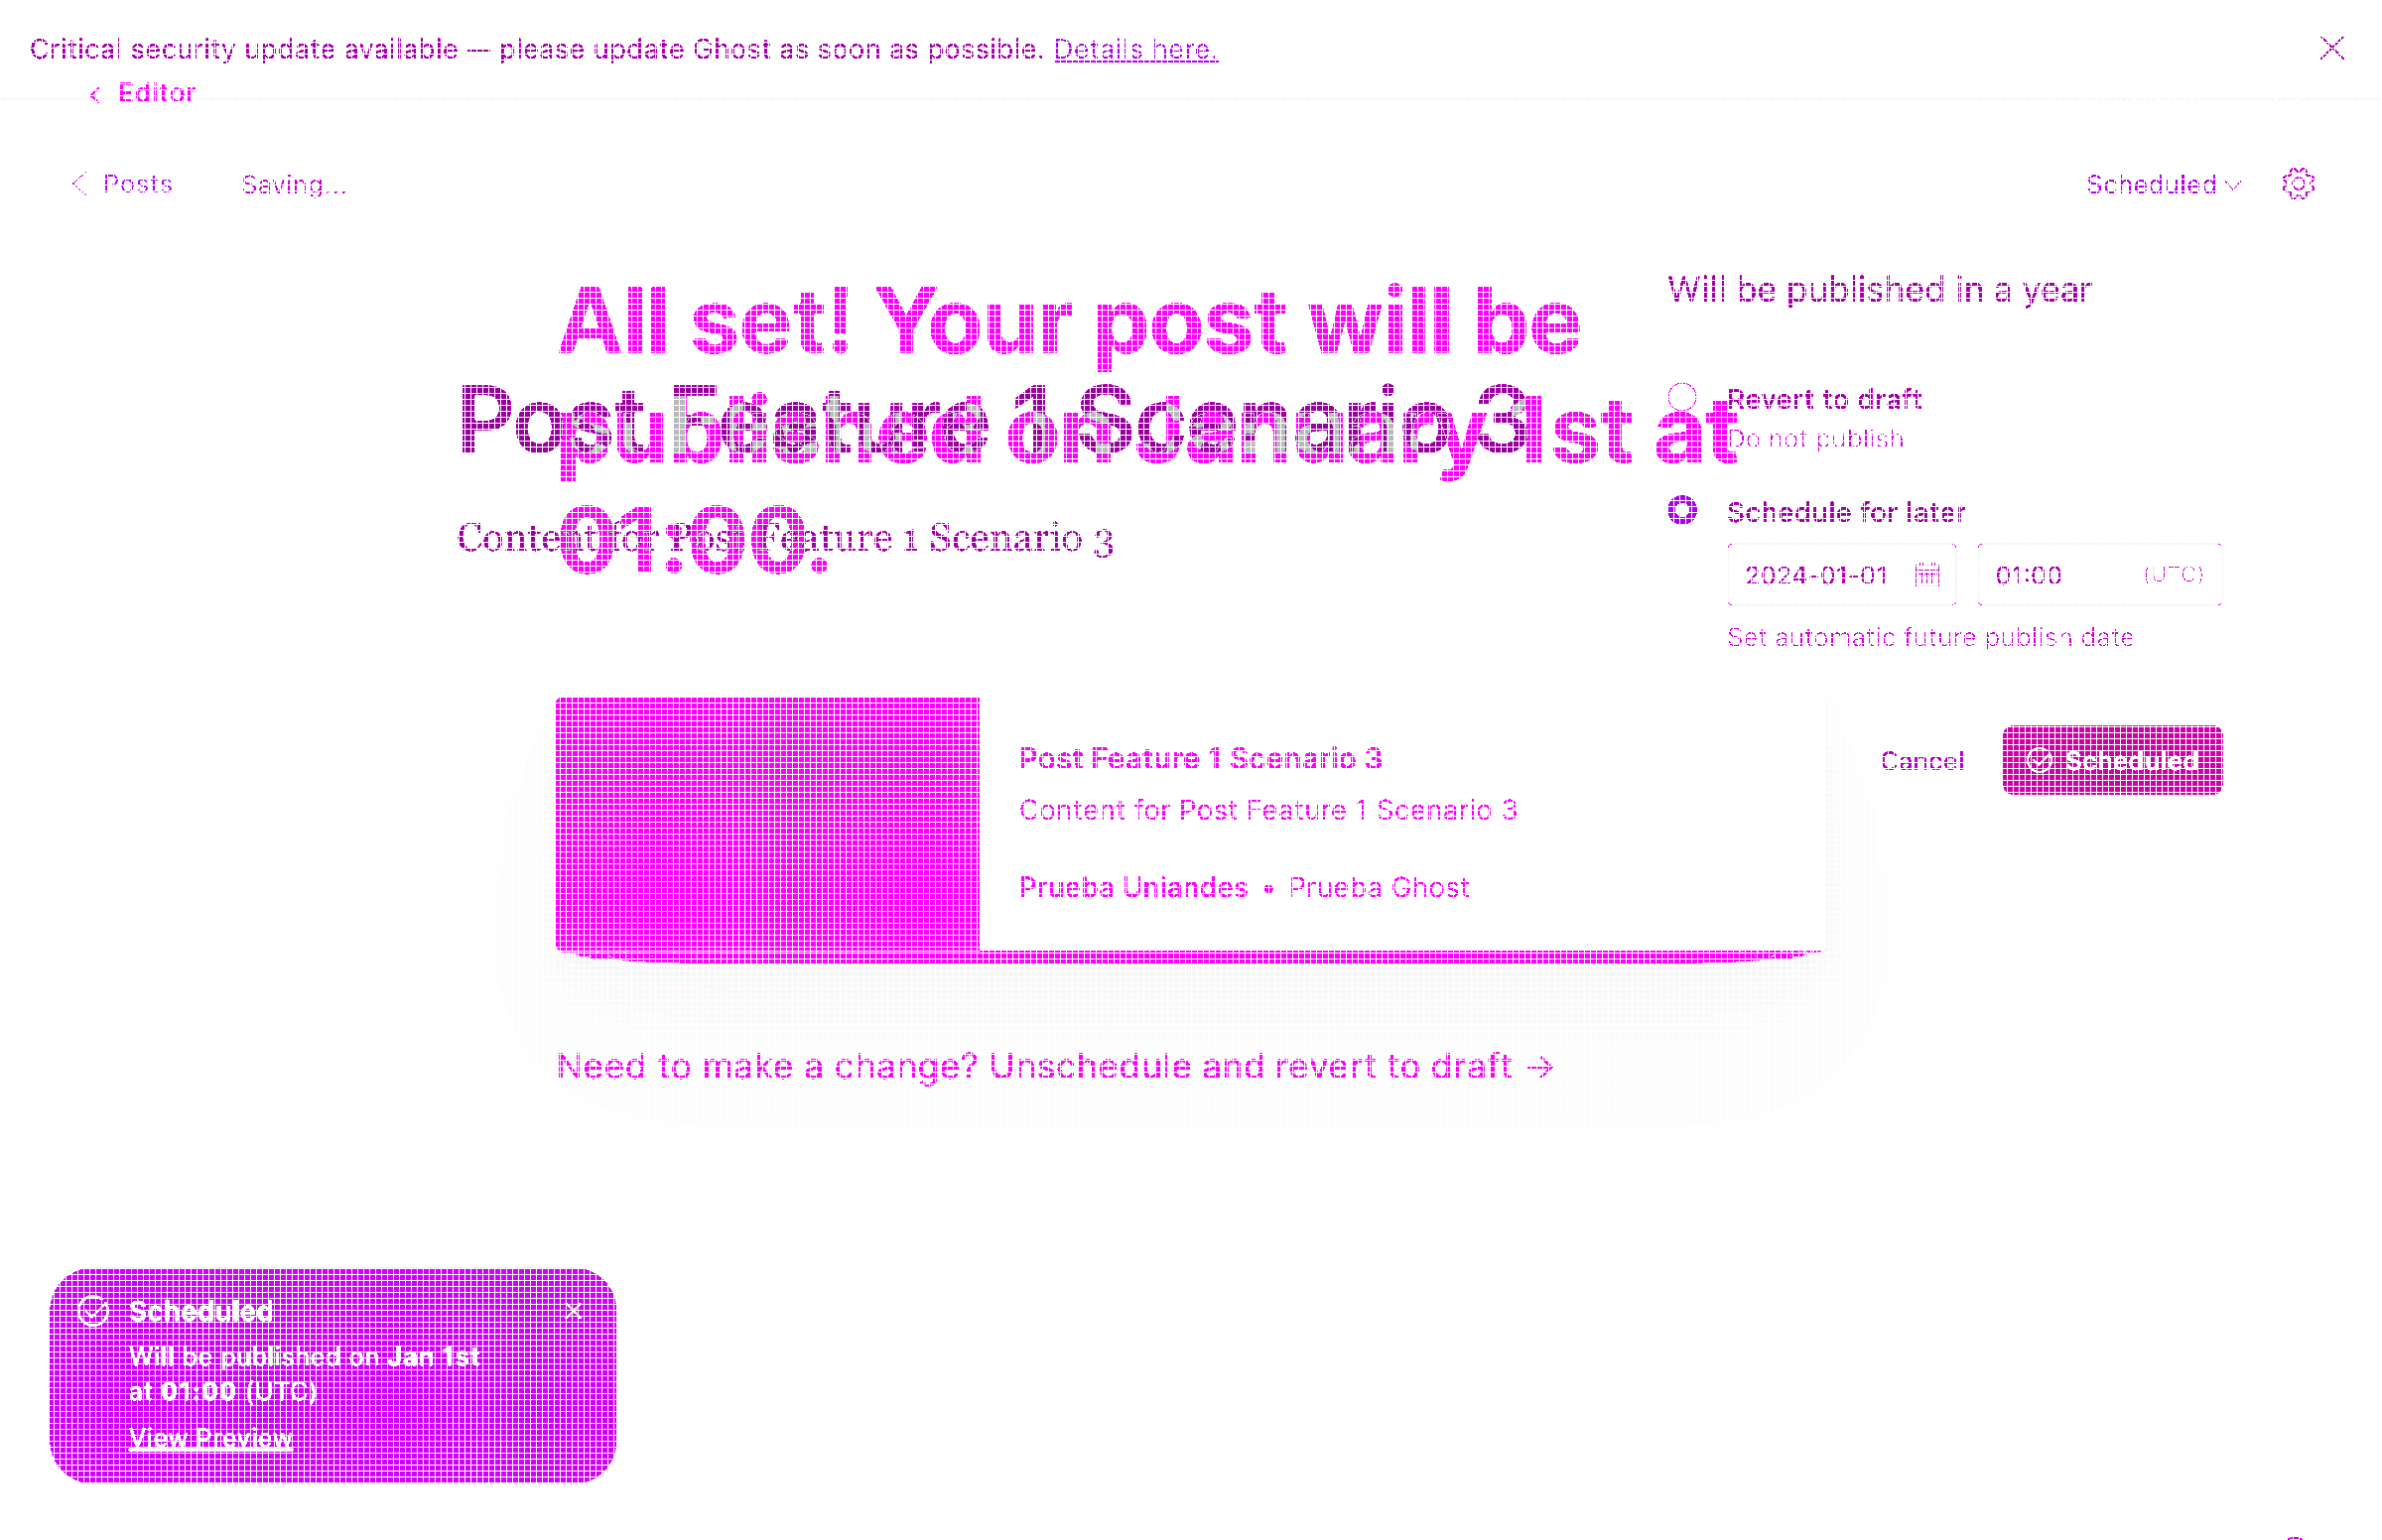 Critical security update available — please update Ghost as soon as possible. Details here.
Editor
Posts
Saving...
Scheduled
Will be published in a year
All set! Your post will be
Post Feature 1 Scenario 3
published on January 1st at
01:00.
Content for Post Feature 1 Scenario 3
Revert to draft
Do not publish
Schedule for later
2024-01-01
01:00
(UTC)
Set automatic future publish date
Cancel
Scheduled
Post Feature 1 Scenario 3
Content for Post Feature 1 Scenario 3
Prueba Uniandes • Prueba Ghost
Need to make a change? Unschedule and revert to draft →
Scheduled
Will be published on Jan 1st
at 01:00 (UTC)
View Preview